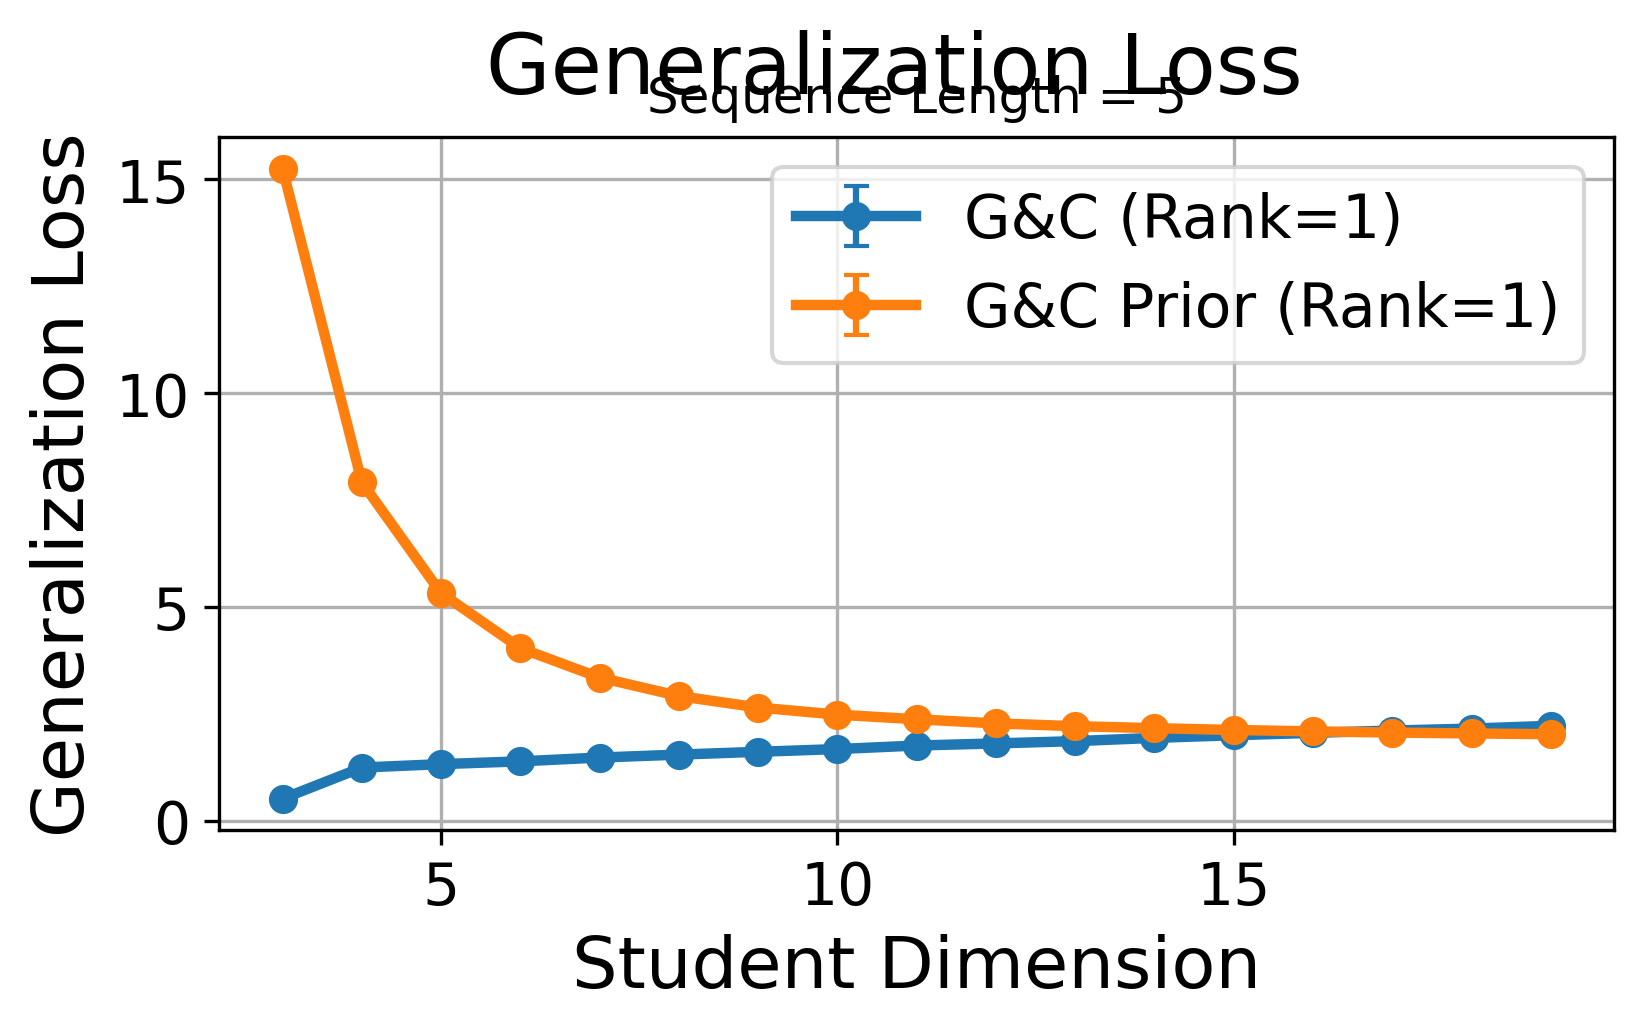 Generalization Loss
Sequence Length = 5
Generalization Loss
15
10
5
0
G&C (Rank=1)
G&C Prior (Rank=1)
5
10
15
Student Dimension